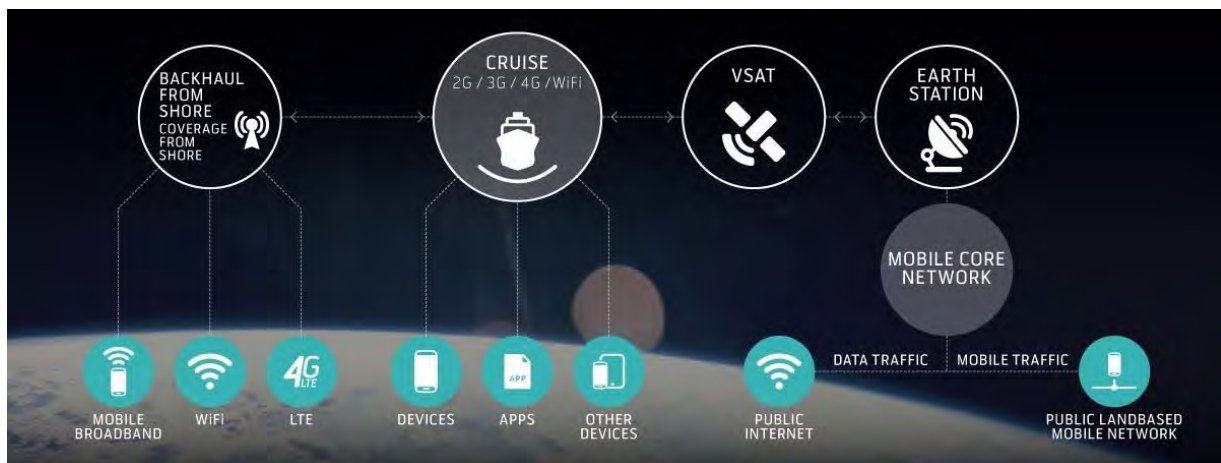 BACKHAUL
FROM
SHORE
COVERAGE
FROM
SHORE
CRUISE
2G / 3G / 4G /WiFi
VSAT
EARTH
STATION
MOBILE CORE
NETWORK
DATA TRAFFIC
MOBILE TRAFFIC
4G
LTE
APP
MOBILE
BROADBAND
WiFi
LTE
DEVICES
APPS
OTHER
DEVICES
PUBLIC
INTERNET
PUBLIC LANDBASED
MOBILE NETWORK